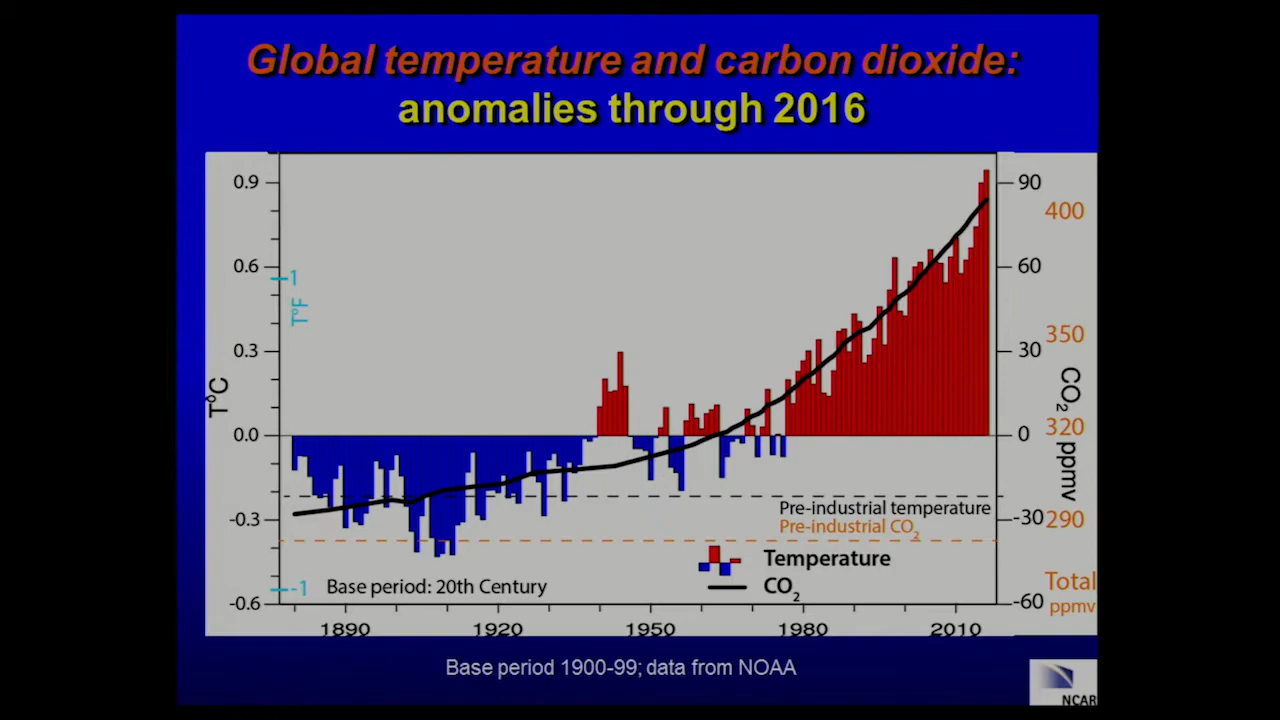 Global temperature and carbon dioxide:
anomalies through 2016
0.9
0.6
0.3
0.0
-0.3
-0.6
T°C
1
T°F
-1
90
60
30
0
-30
-60
400
350
320
290
CO2 ppmv
Total
ppmv
Pre-industrial temperature
Pre-industrial CO2
Temperature
CO2
Base period: 20th Century
1890 1920 1950 1980 2010
Base period 1900-99; data from NOAA
NCAR